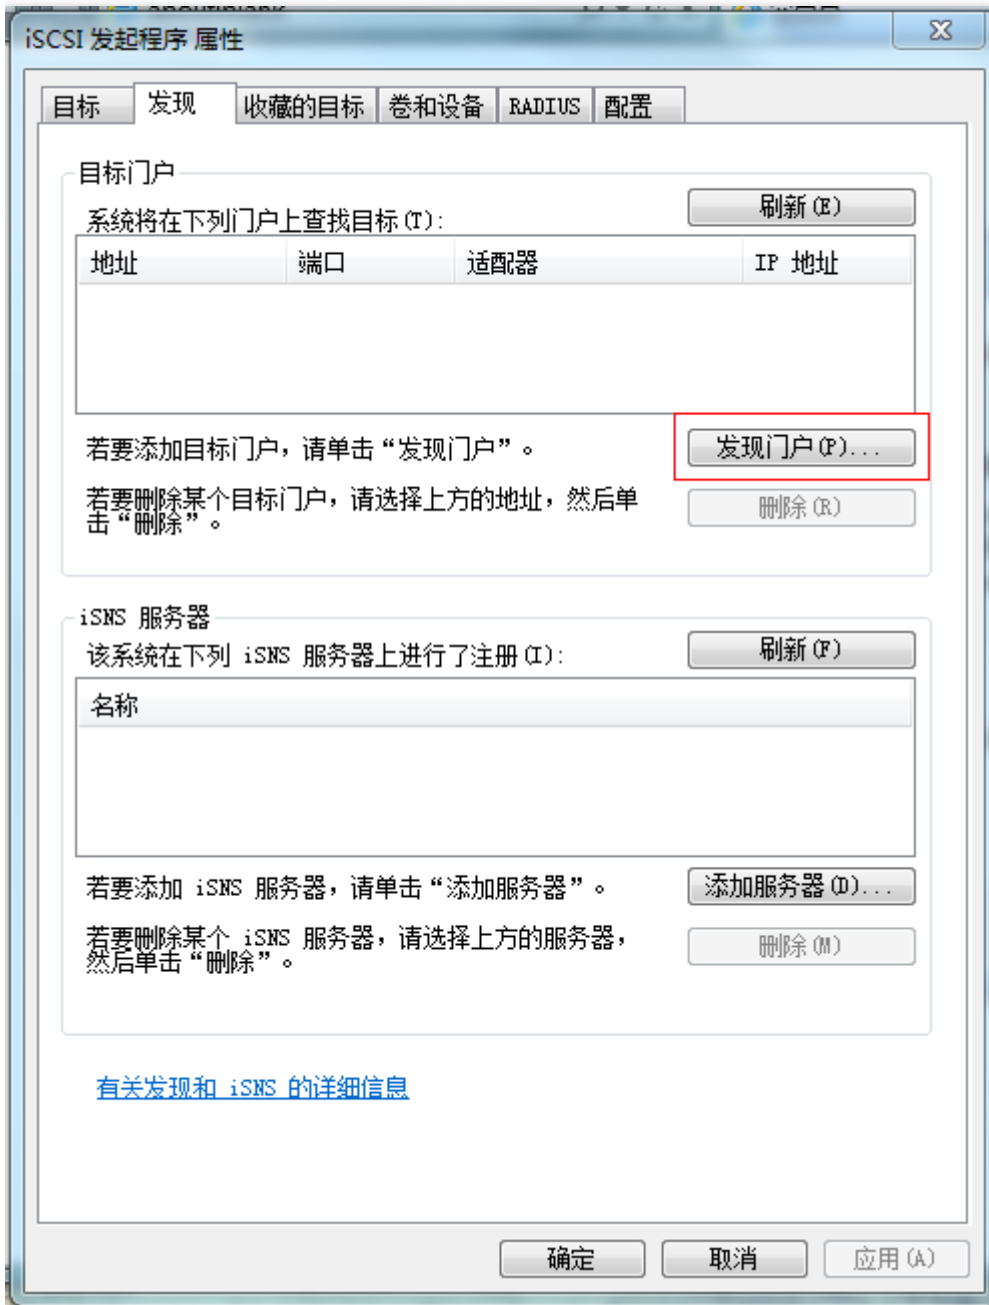 iSCSI 发起程序 属性
目标 发现 收藏的目标 卷和设备 RADIUS 配置
目标门户
系统将在下列门户上查找目标(T): 刷新(E)
地址 端口 适配器 IP 地址
若要添加目标门户，请单击“发现门户”。 发现门户(P)...
若要删除某个目标门户，请选择上方的地址，然后单
击“删除”。 删除(R)
iSNS 服务器
该系统在下列 iSNS 服务器上进行了注册(I): 刷新(F)
名称
若要添加 iSNS 服务器，请单击“添加服务器”。 添加服务器(D)...
若要删除某个 iSNS 服务器，请选择上方的服务器，
然后单击“删除”。 删除(M)
有关发现和 iSNS 的详细信息
确定 取消 应用(A)